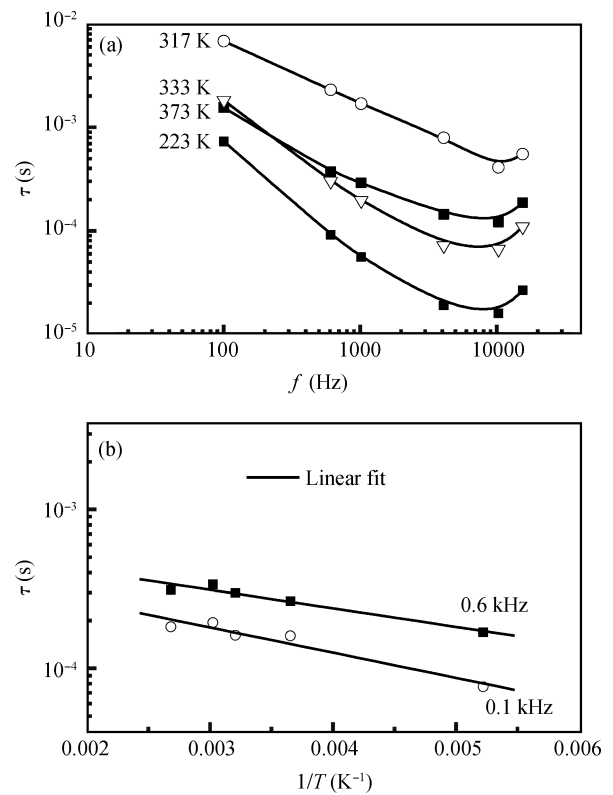 (a)
10⁻²
10⁻³
10⁻⁴
10⁻⁵
τ (s)
317 K
333 K
373 K
223 K
10 100 1000 10000
f (Hz)
(b)
Linear fit
10⁻³
10⁻⁴
τ (s)
0.6 kHz
0.1 kHz
0.002 0.003 0.004 0.005 0.006
1/T (K⁻¹)